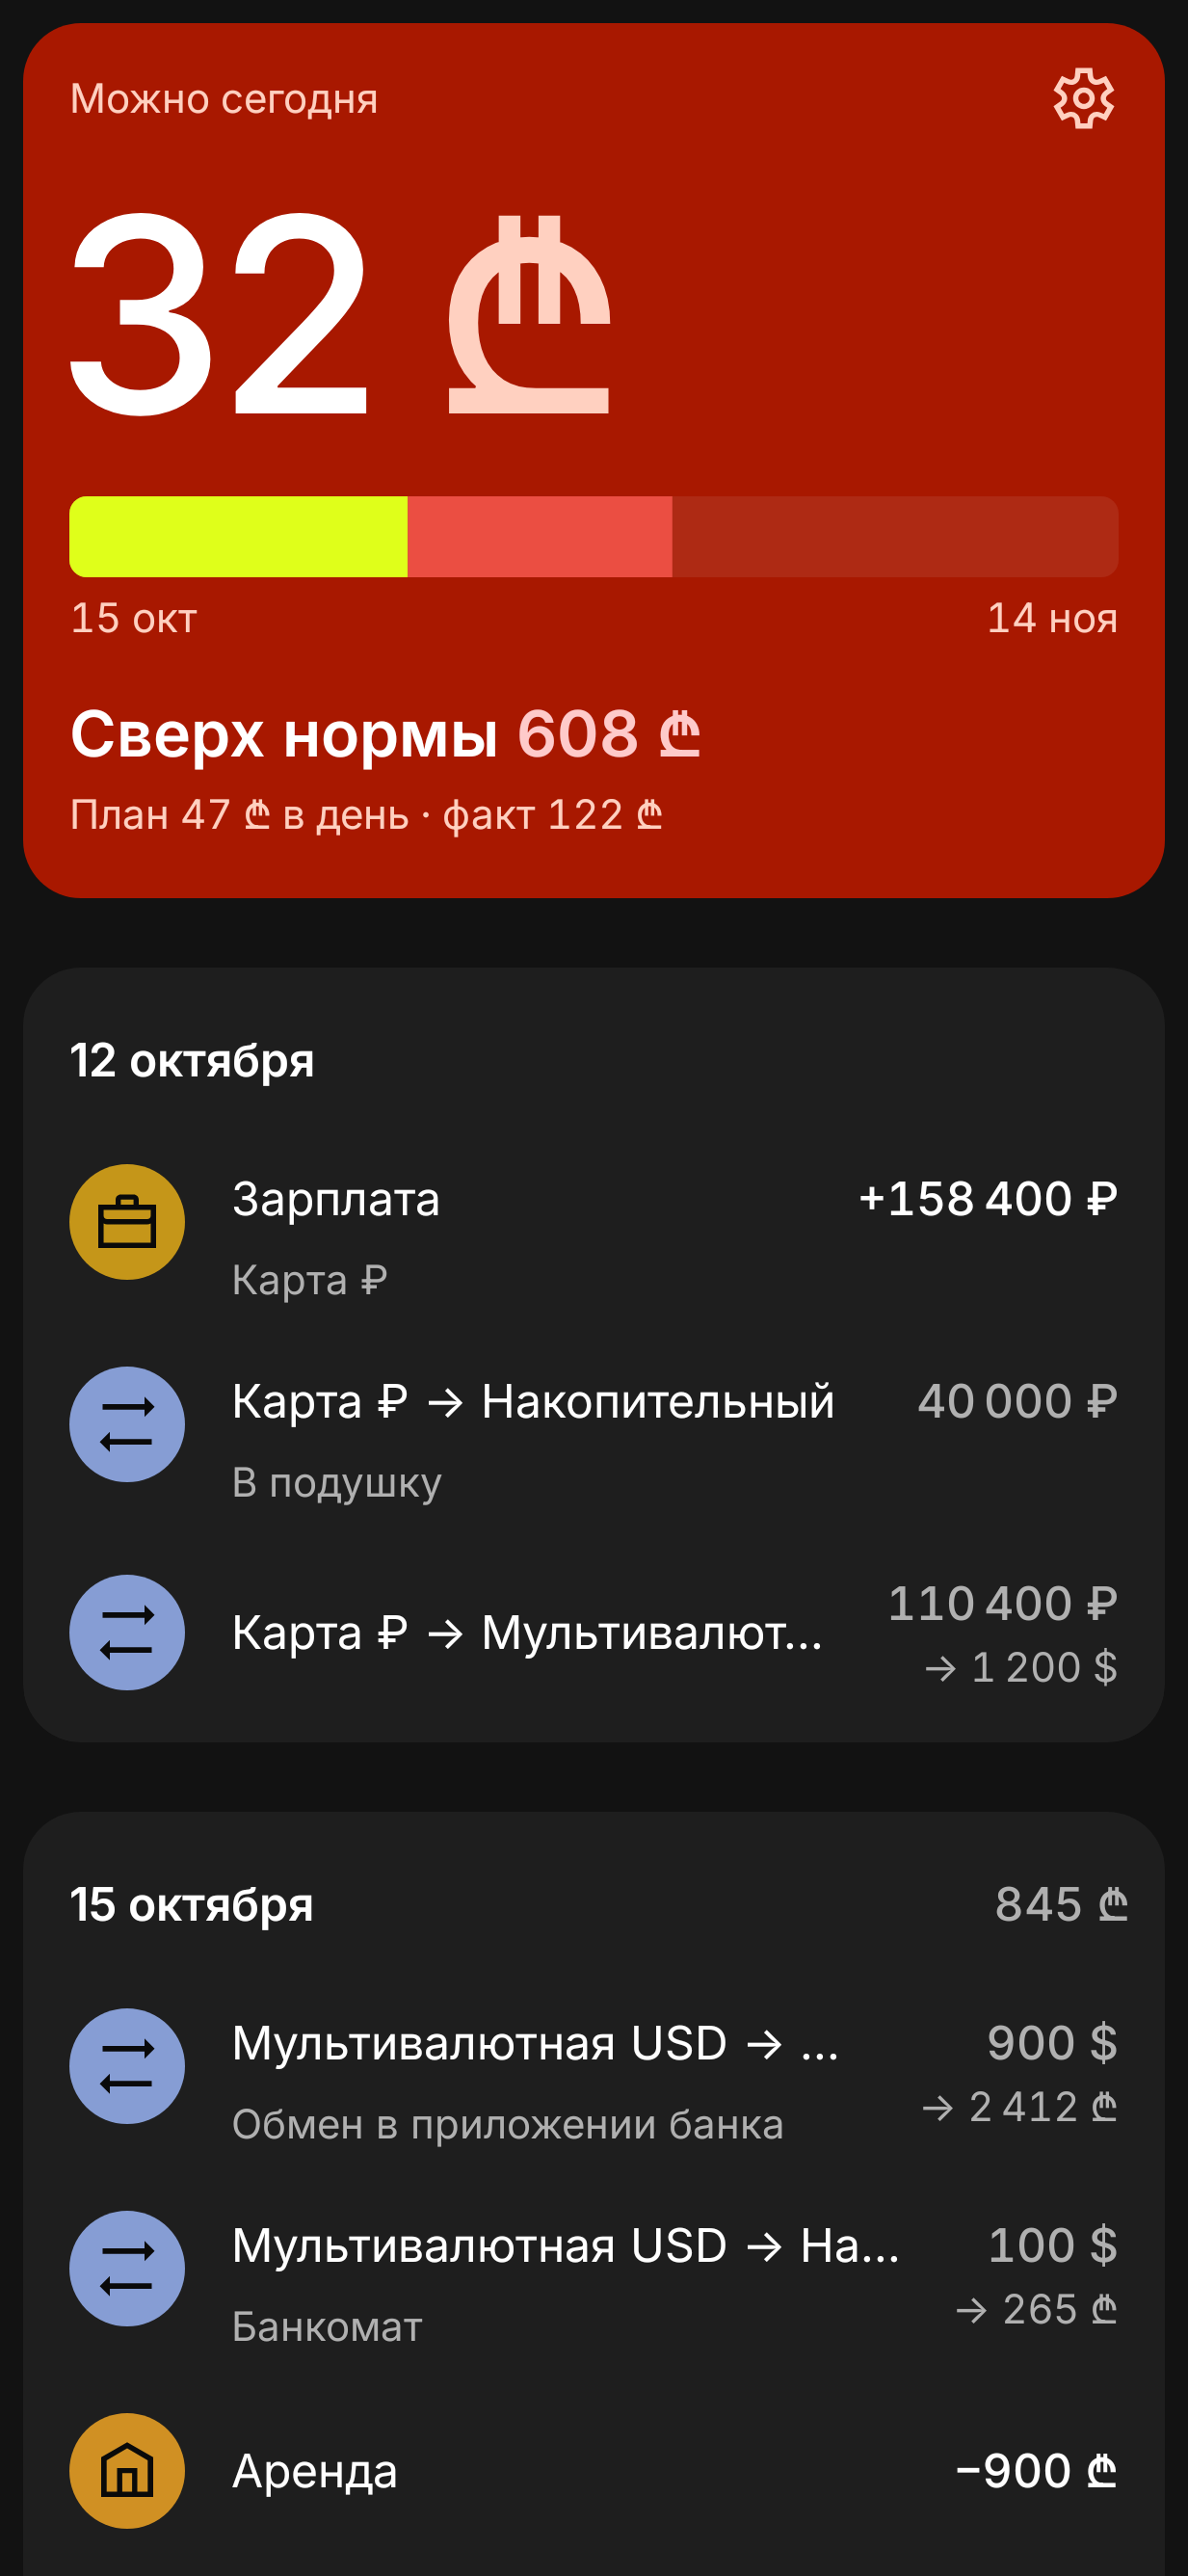 Можно сегодня
32 ₾
15 окт
14 ноя
Сверх нормы 608 ₾
План 47 ₾ в день · факт 122 ₾
12 октября
Зарплата
+158 400 ₽
Карта ₽
Карта ₽ → Накопительный
40 000 ₽
В подушку
Карта ₽ → Мультивалют...
110 400 ₽
→ 1 200 $
15 октября
845 ₾
Мультивалютная USD → ...
900 $
→ 2 412 ₾
Обмен в приложении банка
Мультивалютная USD → На...
100 $
→ 265 ₾
Банкомат
Аренда
−900 ₾